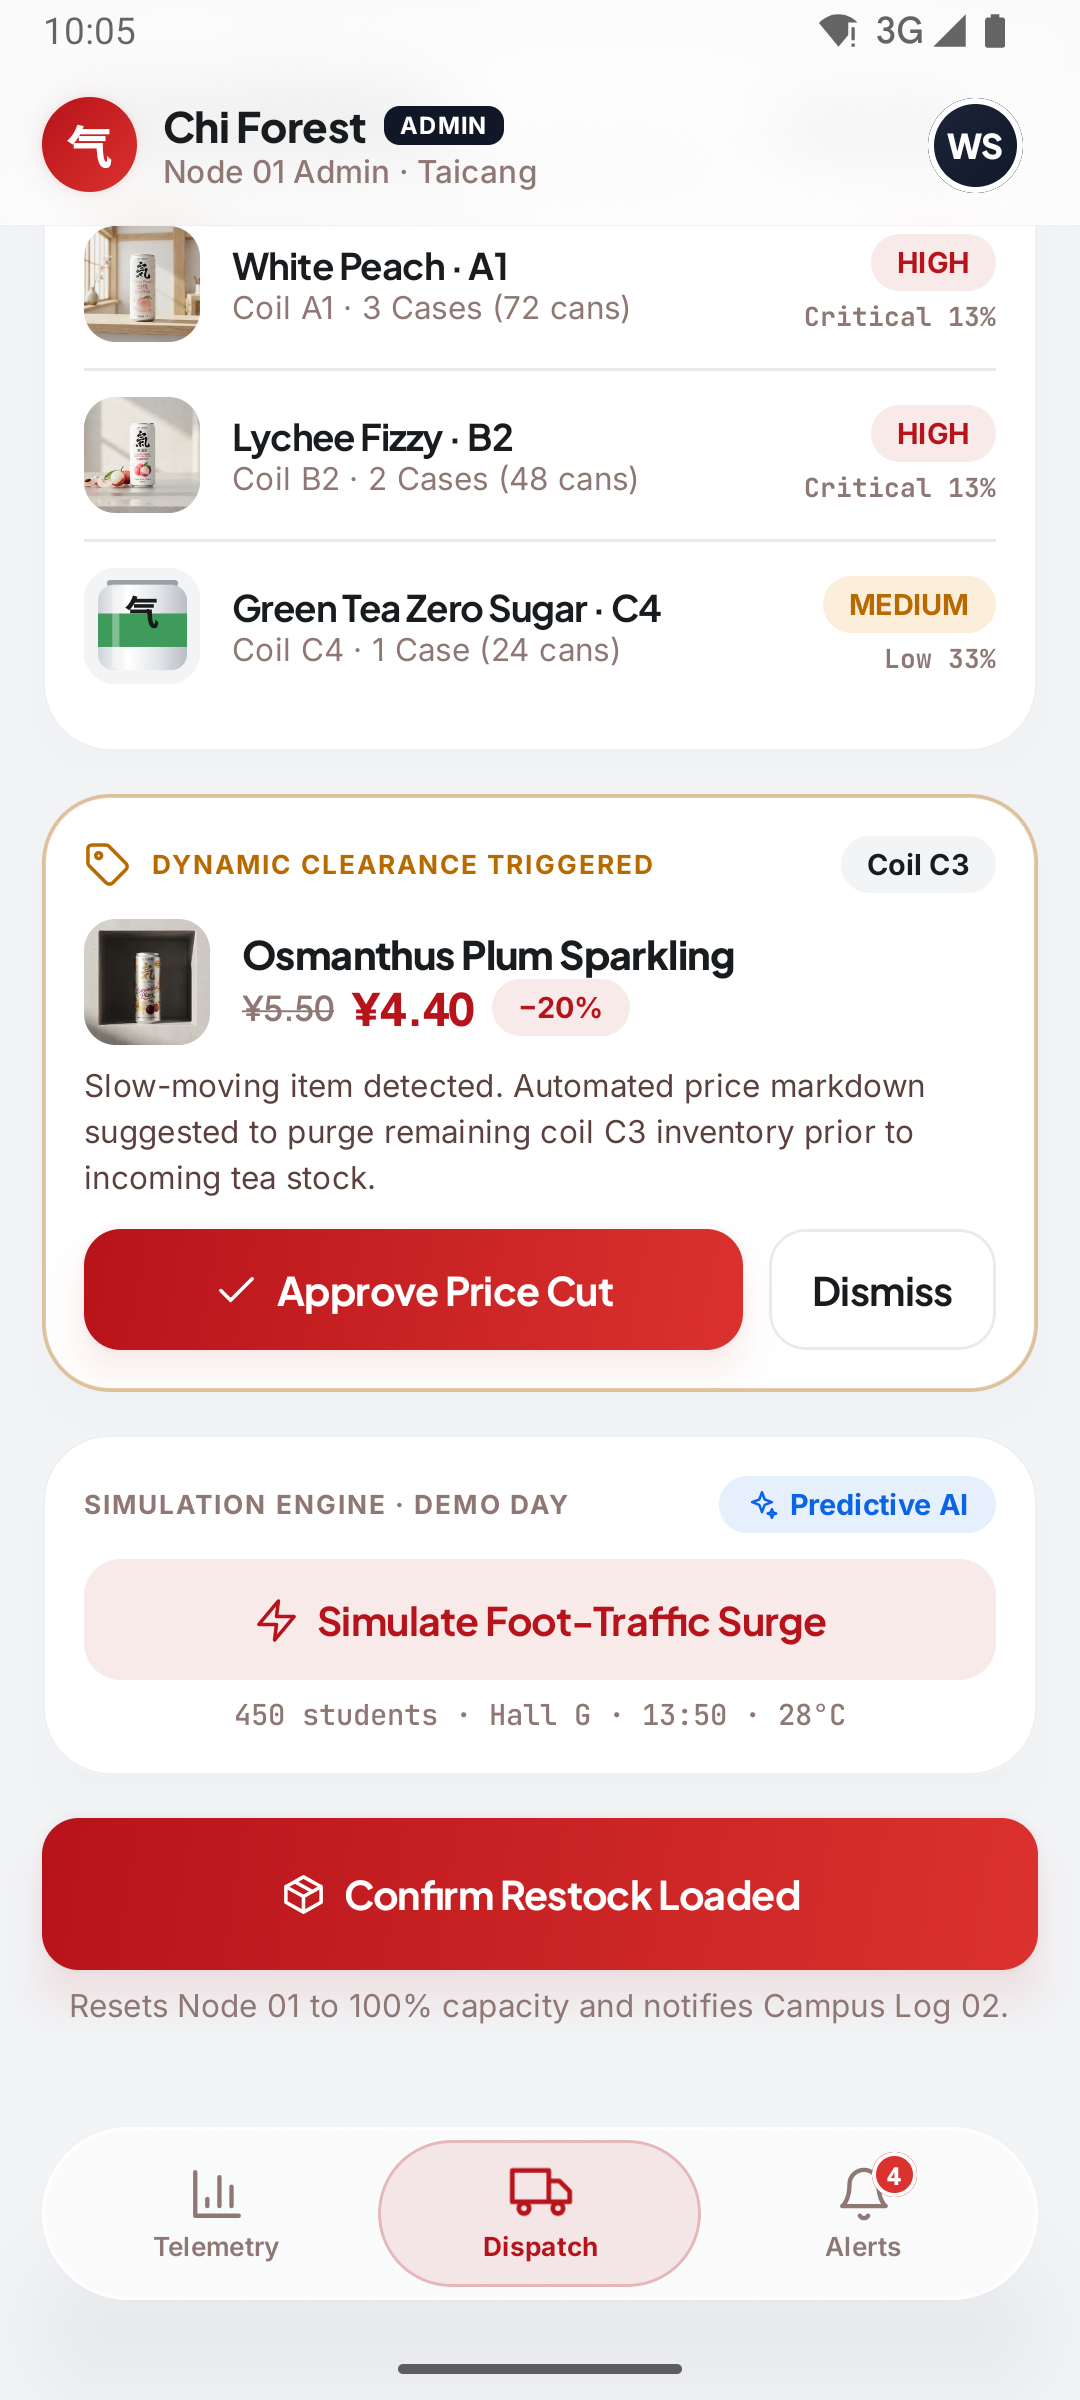 10:05
3G
气
Chi Forest
ADMIN
Node 01 Admin · Taicang
WS
White Peach · A1
HIGH
Coil A1 · 3 Cases (72 cans)
Critical 13%
氣
Lychee Fizzy · B2
HIGH
Coil B2 · 2 Cases (48 cans)
Critical 13%
氣
Green Tea Zero Sugar · C4
MEDIUM
Coil C4 · 1 Case (24 cans)
Low 33%
气
DYNAMIC CLEARANCE TRIGGERED
Coil C3
氣
Osmanthus Plum Sparkling
¥5.50 ¥4.40 −20%
Slow-moving item detected. Automated price markdown
suggested to purge remaining coil C3 inventory prior to
incoming tea stock.
Approve Price Cut
Dismiss
SIMULATION ENGINE · DEMO DAY
Predictive AI
Simulate Foot-Traffic Surge
450 students · Hall G · 13:50 · 28°C
Confirm Restock Loaded
Resets Node 01 to 100% capacity and notifies Campus Log 02.
Telemetry
Dispatch
4
Alerts